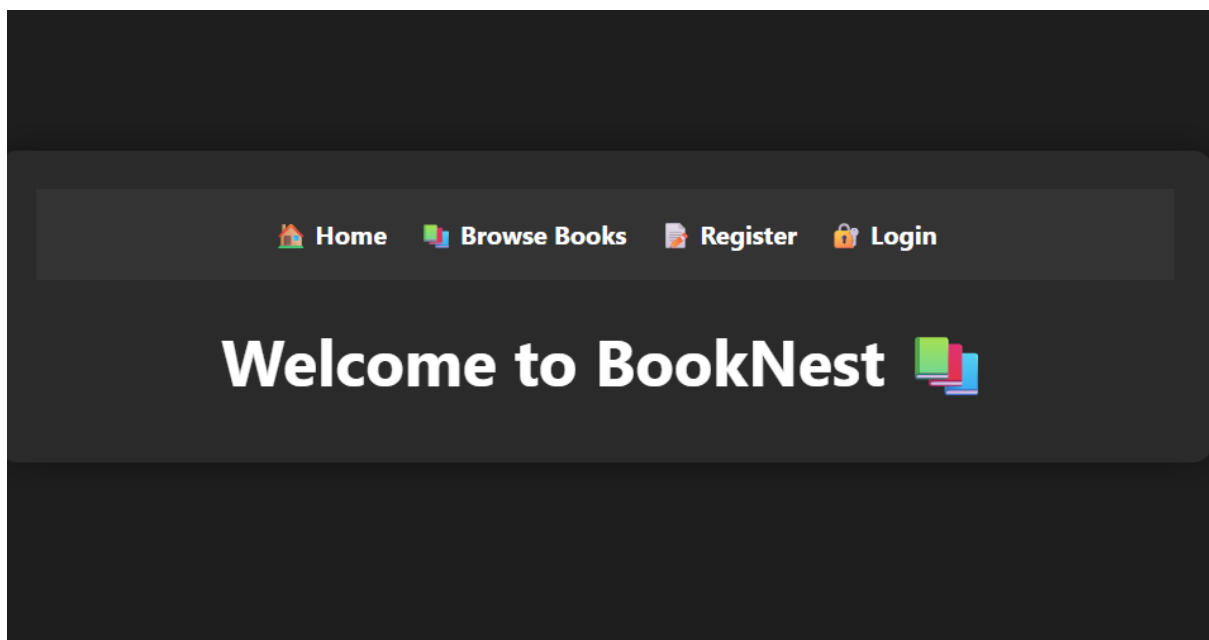 🏠 Home 📚 Browse Books 📝 Register 🔐 Login
Welcome to BookNest 📚